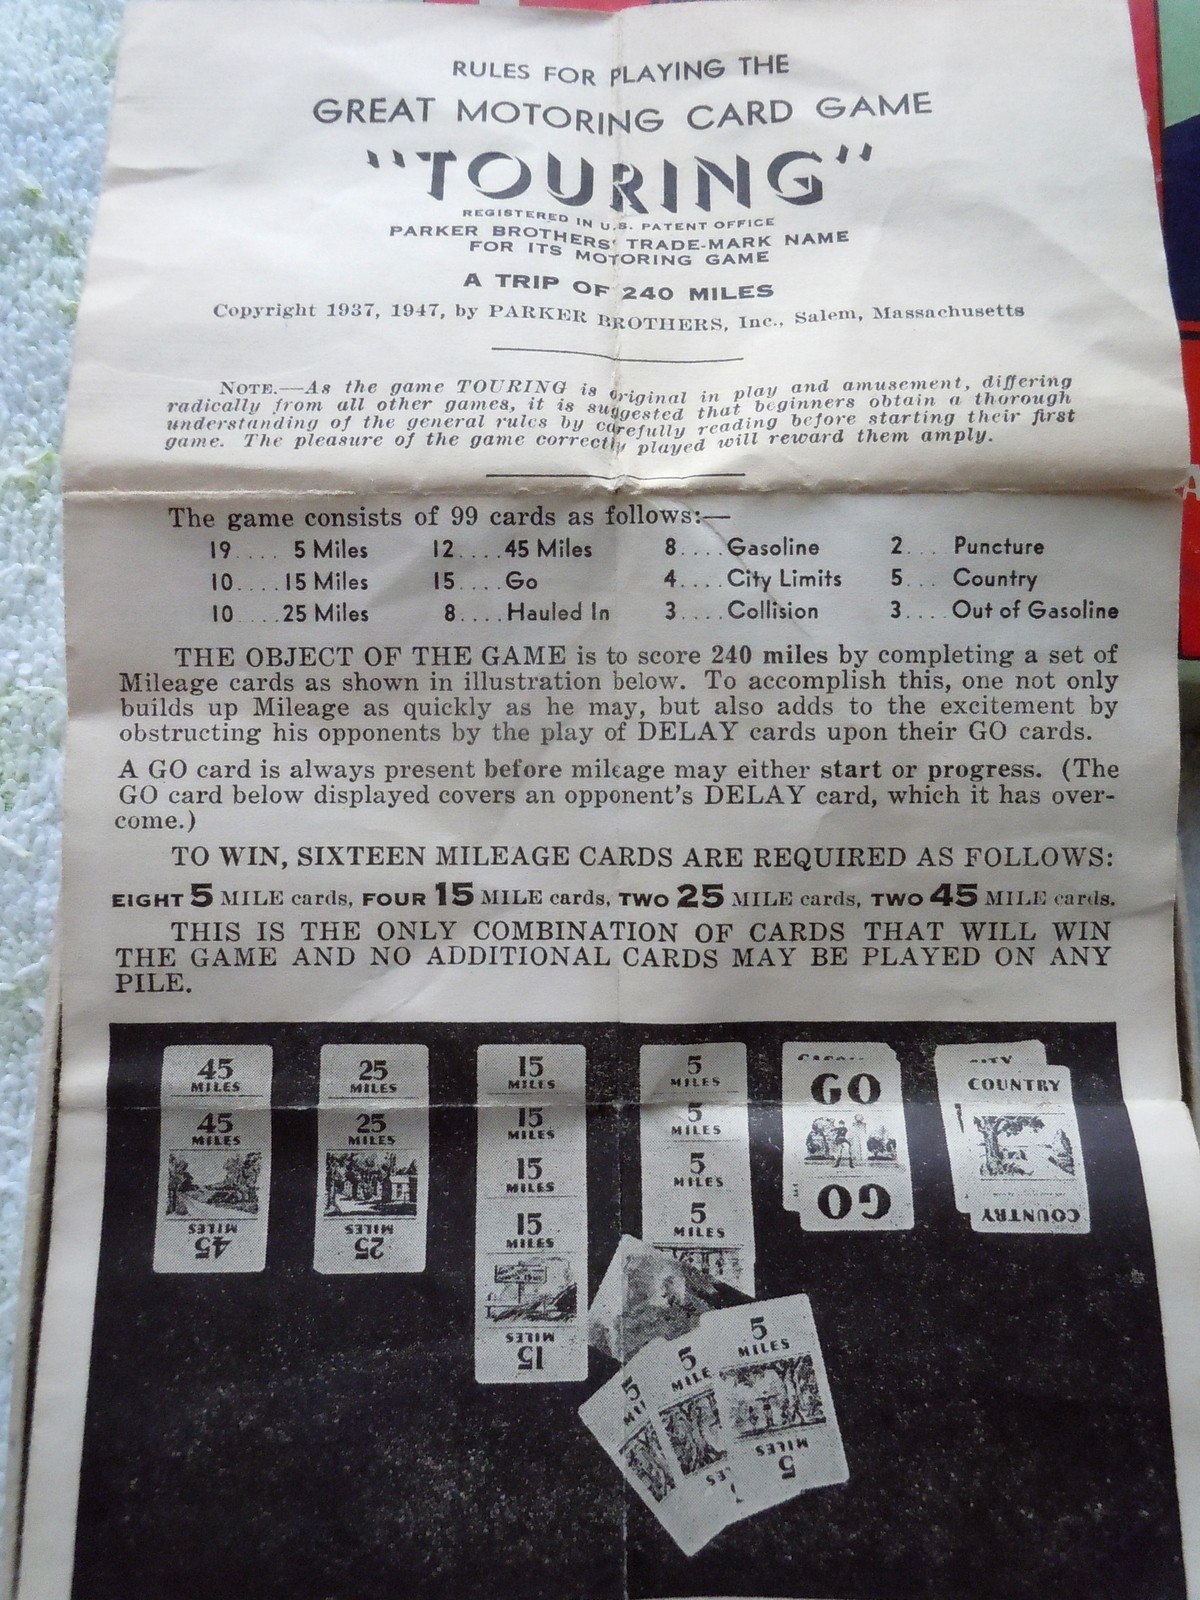 RULES FOR PLAYING THE
GREAT MOTORING CARD GAME
"TOURING"
REGISTERED IN U.S. PATENT OFFICE
PARKER BROTHERS' TRADE-MARK NAME
FOR ITS MOTORING GAME
A TRIP OF 240 MILES
Copyright 1937, 1947, by PARKER BROTHERS, Inc., Salem, Massachusetts
NOTE.—As the game TOURING is original in play and amusement, differing
radically from all other games, it is suggested that beginners obtain a thorough
understanding of the general rules by carefully reading before starting their first
game. The pleasure of the game correctly played will reward them amply.
The game consists of 99 cards as follows:—
19.... 5 Miles 12....45 Miles 8....Gasoline 2... Puncture
10....15 Miles 15....Go 4....City Limits 5... Country
10....25 Miles 8....Hauled In 3....Collision 3... Out of Gasoline
THE OBJECT OF THE GAME is to score 240 miles by completing a set of
Mileage cards as shown in illustration below. To accomplish this, one not only
builds up Mileage as quickly as he may, but also adds to the excitement by
obstructing his opponents by the play of DELAY cards upon their GO cards.
A GO card is always present before mileage may either start or progress. (The
GO card below displayed covers an opponent's DELAY card, which it has over-
come.)
TO WIN, SIXTEEN MILEAGE CARDS ARE REQUIRED AS FOLLOWS:
EIGHT 5 MILE cards, FOUR 15 MILE cards, TWO 25 MILE cards, TWO 45 MILE cards.
THIS IS THE ONLY COMBINATION OF CARDS THAT WILL WIN
THE GAME AND NO ADDITIONAL CARDS MAY BE PLAYED ON ANY
PILE.
45
MILES
45
MILES
MILES
45
25
MILES
25
MILES
MILES
25
15
MILES
15
MILES
15
MILES
15
MILES
MILES
15
5
MILES
5
MILES
5
MILES
5
MILES
GO
GO
COUNTRY
COUNTRY
5
5
MILE
5
MILES
MILES
5